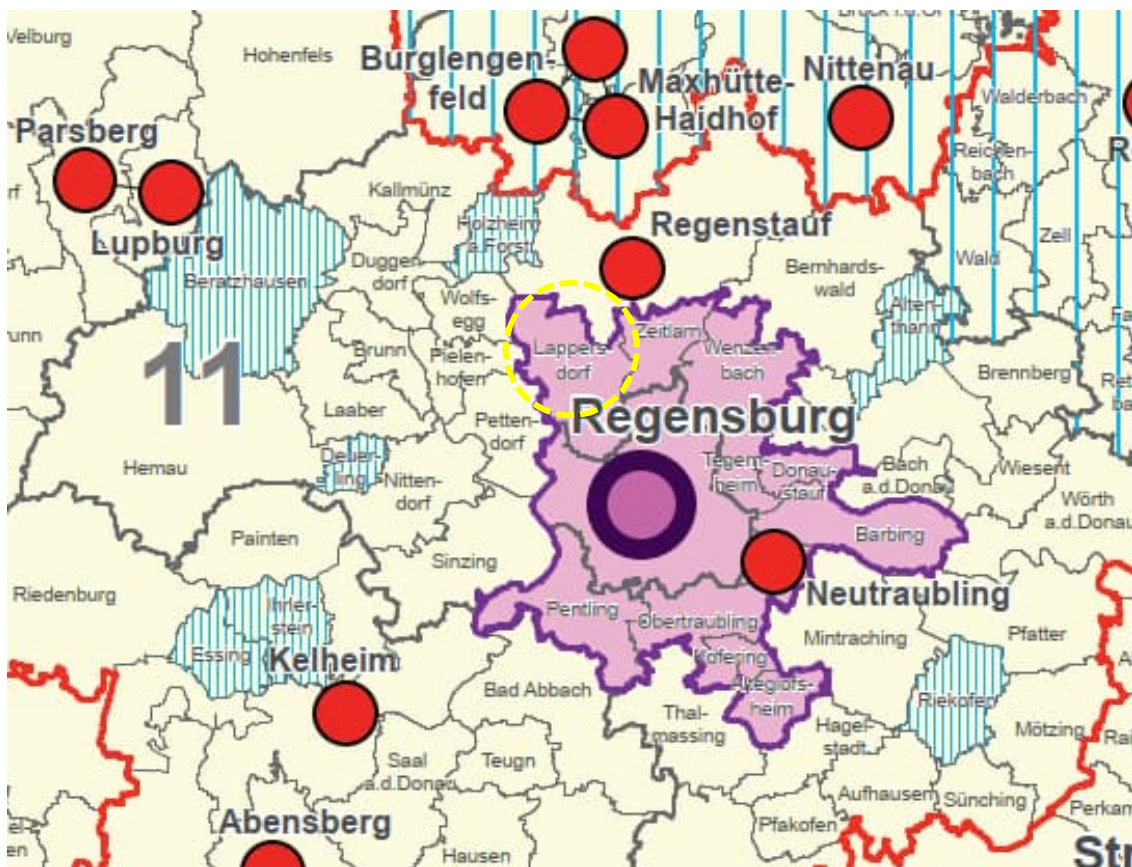 Velburg
Hohenfels
Burglengen-
feld
Maxhütte-
Haidhof
Nittenau
Walderbach
Reichen-
bach
Parsberg
Lupburg
Beratzhausen
Kallmünz
Holzheim
a.Forst
Regenstauf
Duggen
dorf
Bernhards-
wald
Wald
Zell
Wolfs-
egg
Alten-
thann
Brunn
Pielen-
hofen
Lappers-
dorf
Zeitlarn
Wenzen-
bach
Brennberg
11
Laaber
Petten-
dorf
Regensburg
Hemau
Deuer-
ling
Nitten-
dorf
Tegern-
heim
Donau-
stauf
Bach
a.d.Donau
Wiesent
Wörth
a.d.Donau
Painten
Sinzing
Barbing
Riedenburg
Ihrler-
stein
Pentling
Neutraubling
Obertraubling
Mintraching
Pfatter
Essing
Kelheim
Köfering
Bad Abbach
Alteglofs-
heim
Riekofen
Thal-
massing
Hagel-
stadt
Mötzing
Saal
a.d.Donau
Teugn
Aufhausen
Sünching
Abensberg
Pfakofen
Hausen